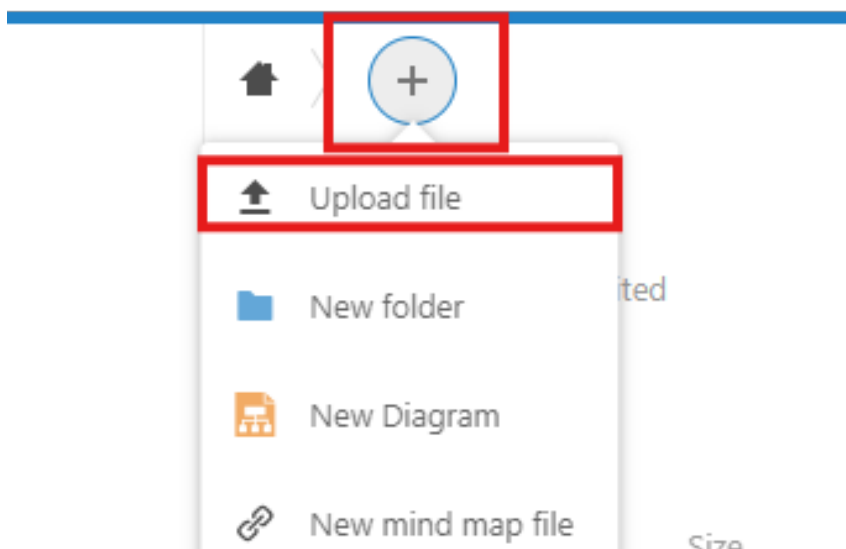 Upload file
New folder
ited
New Diagram
New mind map file
Size